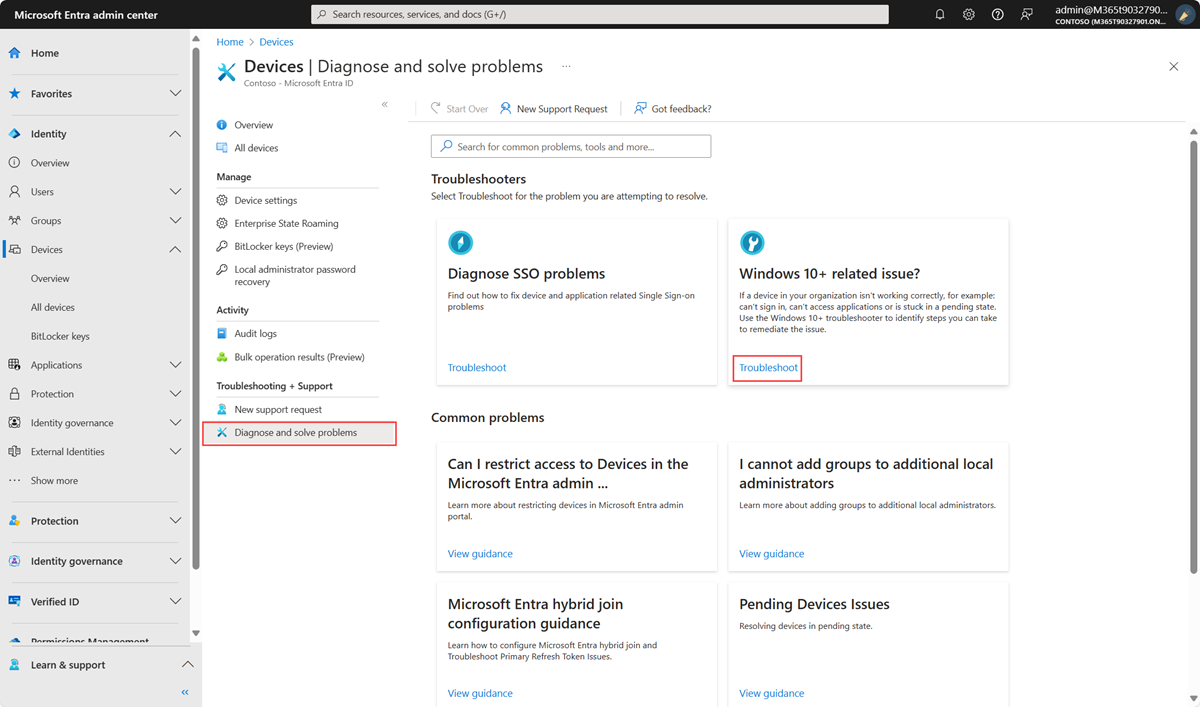 Microsoft Entra admin center
Search resources, services, and docs (G+/)
admin@M365t9032790...
CONTOSO (M365T90327901.ON...
Home
Favorites
Identity
Overview
Users
Groups
Devices
Overview
All devices
BitLocker keys
Applications
Protection
Identity governance
External Identities
Show more
Protection
Identity governance
Verified ID
Permissions Management
Learn & support
Home > Devices
Devices | Diagnose and solve problems ...
Contoso - Microsoft Entra ID
Overview
All devices
Manage
Device settings
Enterprise State Roaming
BitLocker keys (Preview)
Local administrator password
recovery
Activity
Audit logs
Bulk operation results (Preview)
Troubleshooting + Support
New support request
Diagnose and solve problems
Start Over
New Support Request
Got feedback?
Search for common problems, tools and more...
Troubleshooters
Select Troubleshoot for the problem you are attempting to resolve.
Diagnose SSO problems
Find out how to fix device and application related Single Sign-on
problems
Troubleshoot
Windows 10+ related issue?
If a device in your organization isn't working correctly, for example:
can't sign in, can't access applications or is stuck in a pending state.
Use the Windows 10+ troubleshooter to identify steps you can take
to remediate the issue.
Troubleshoot
Common problems
Can I restrict access to Devices in the
Microsoft Entra admin ...
Learn more about restricting devices in Microsoft Entra admin
portal.
View guidance
I cannot add groups to additional local
administrators
Learn more about adding groups to additional local administrators.
View guidance
Microsoft Entra hybrid join
configuration guidance
Learn how to configure Microsoft Entra hybrid join and
Troubleshoot Primary Refresh Token Issues.
View guidance
Pending Devices Issues
Resolving devices in pending state.
View guidance